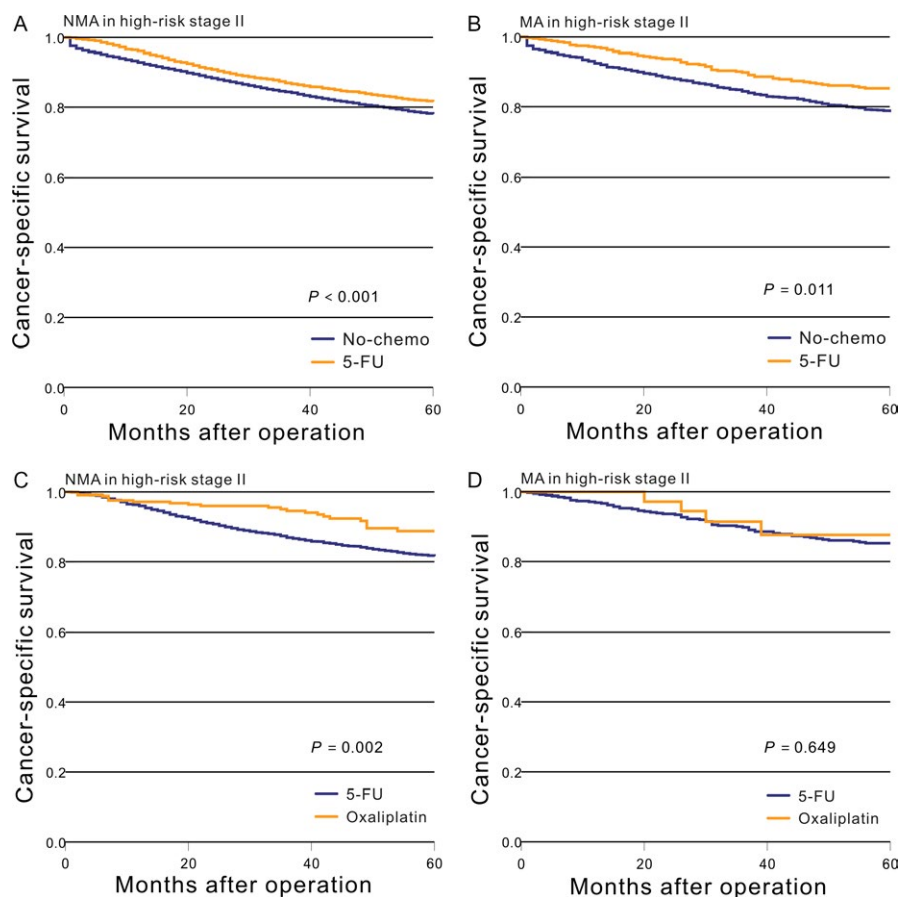 A
NMA in high-risk stage II
Cancer-specific survival
1.0
0.8
0.6
0.4
0.2
0.0
P < 0.001
No-chemo
5-FU
0 20 40 60
Months after operation
B
MA in high-risk stage II
Cancer-specific survival
1.0
0.8
0.6
0.4
0.2
0.0
P = 0.011
No-chemo
5-FU
0 20 40 60
Months after operation
C
NMA in high-risk stage II
Cancer-specific survival
1.0
0.8
0.6
0.4
0.2
0.0
P = 0.002
5-FU
Oxaliplatin
0 20 40 60
Months after operation
D
MA in high-risk stage II
Cancer-specific survival
1.0
0.8
0.6
0.4
0.2
0.0
P = 0.649
5-FU
Oxaliplatin
0 20 40 60
Months after operation